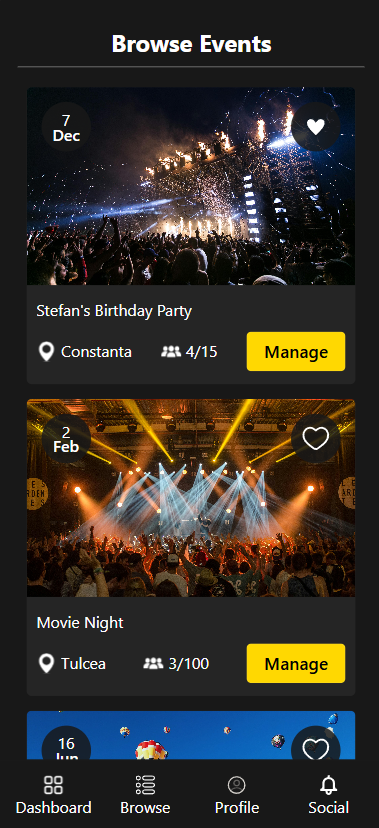 Browse Events
7
Dec
Stefan's Birthday Party
Constanta
4/15
Manage
2
Feb
Movie Night
Tulcea
3/100
Manage
16
Jun
Dashboard
Browse
Profile
Social